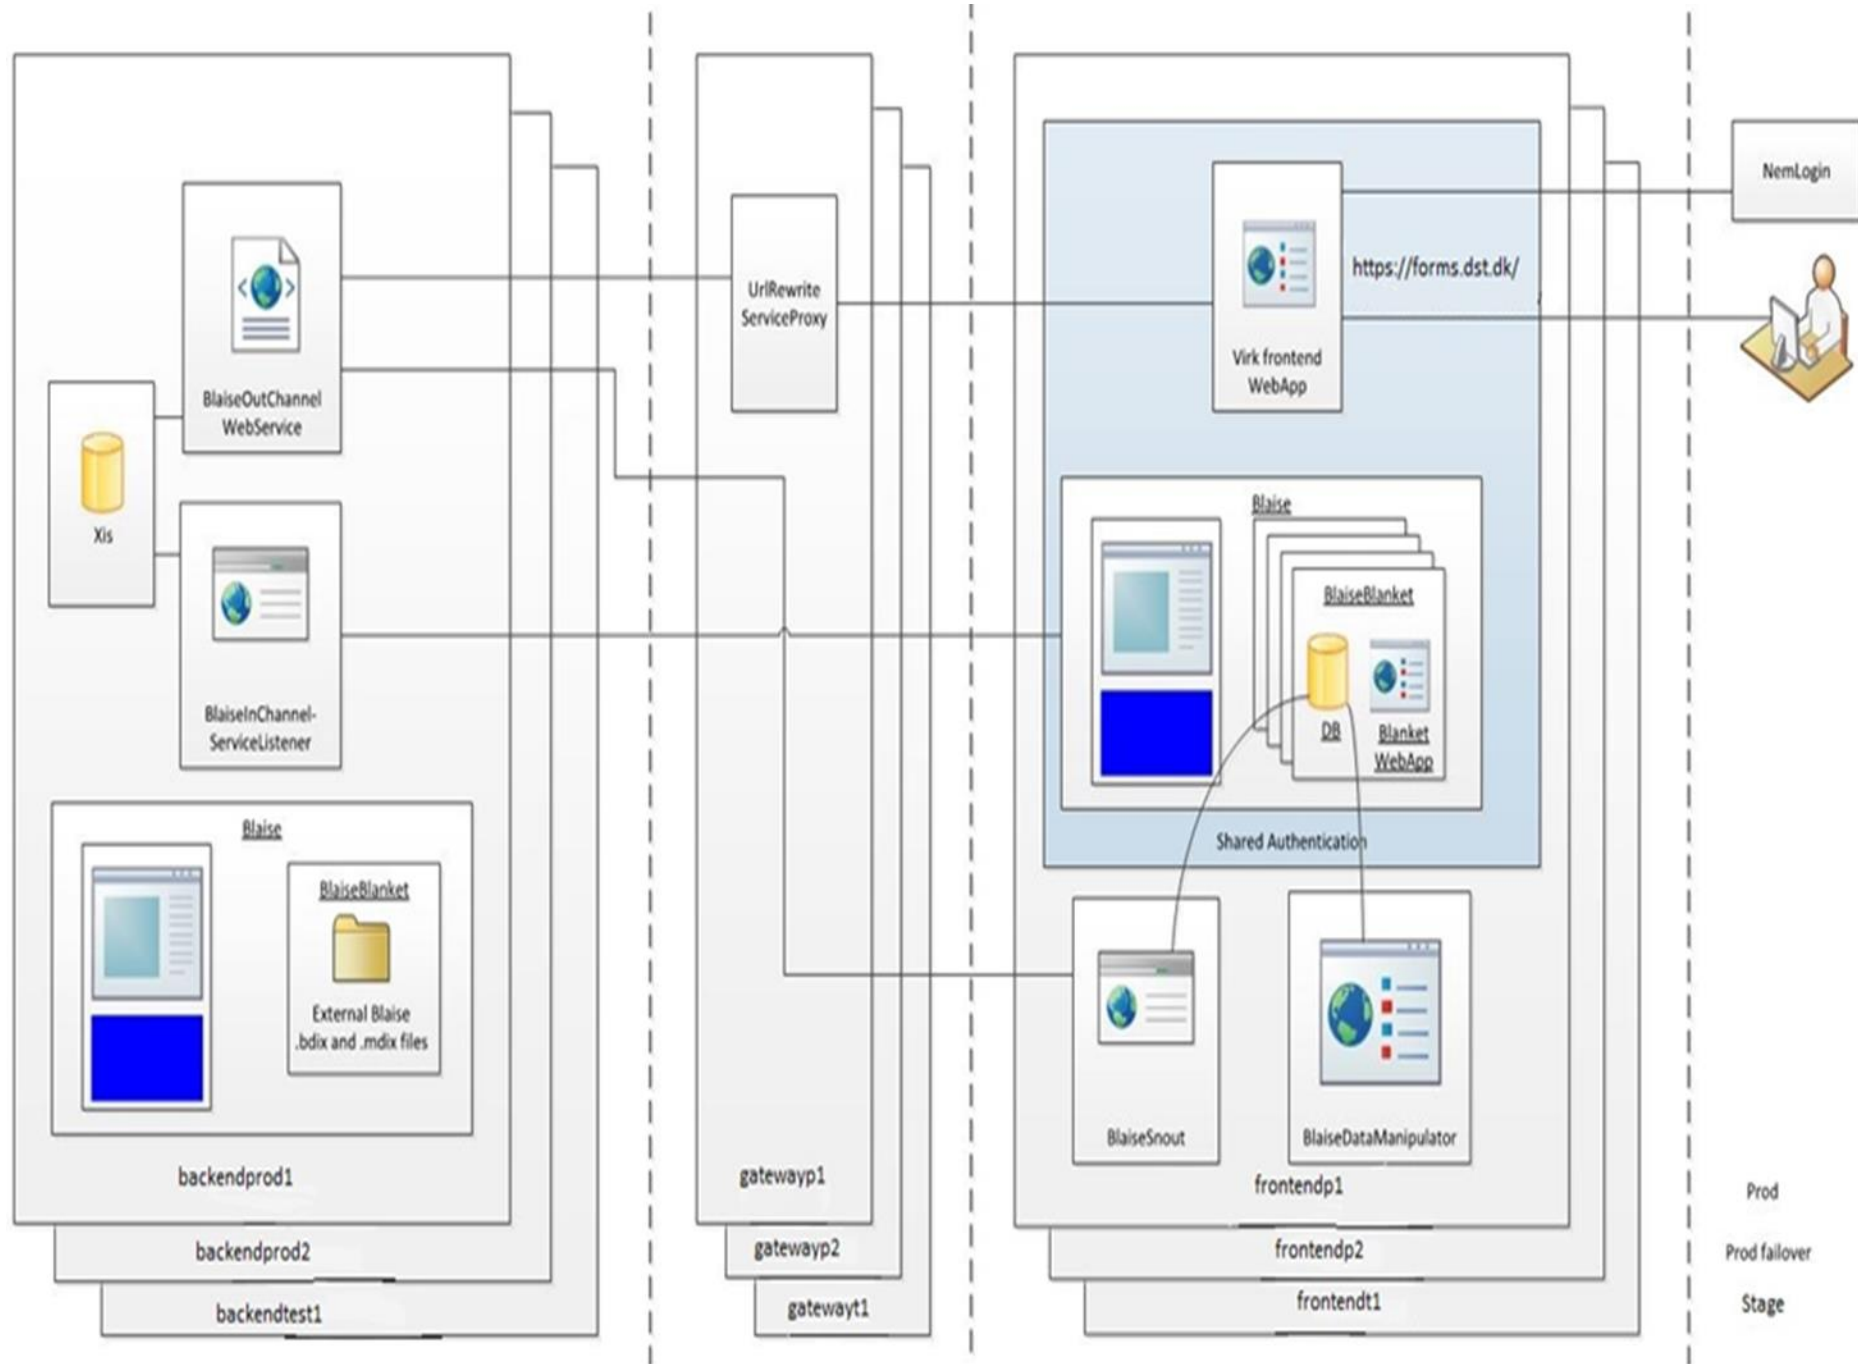 BlaiseOutChannel
WebService
Xis
BlaiseInChannel-
ServiceListener
Blaise
BlaiseBlanket
External Blaise
.bdix and .mdix files
backendprod1
backendprod2
backendtest1
UrlRewrite
ServiceProxy
gatewayp1
gatewayp2
gatewayt1
Virk frontend
WebApp
https://forms.dst.dk/
Blaise
BlaiseBlanket
DB
Blanket
WebApp
Shared Authentication
BlaiseSnout
BlaiseDataManipulator
frontendp1
frontendp2
frontendt1
NemLogin
Prod
Prod failover
Stage